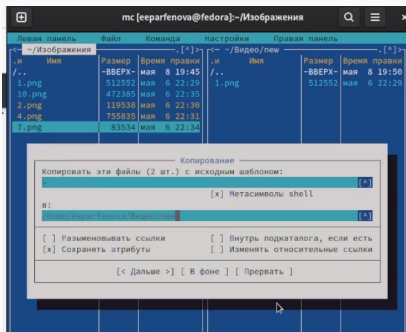 mc [eeparfenova@fedora]:~/Изображения
Левая панель Файл Команда Настройки Правая панель
<─ ~/Изображения ─.[^]> <─ ~/Видео/new ─.[^]>
.и Имя Размер Время правки .и Имя Размер Время правки
/.. -ВВЕРХ- мая 8 19:45 /.. -ВВЕРХ- мая 8 19:50
1.png 512552 мая 6 22:29 1.png 512552 мая 6 22:29
10.png 472385 мая 6 22:35
2.png 119538 мая 6 22:30
4.png 755835 мая 6 22:31
7.png 83534 мая 6 22:34
Копирование
Копировать эти файлы (2 шт.) с исходным шаблоном:
[^]
[x] Метасимволы shell
в:
/home/eeparfenova/Видео/new [^]
[ ] Разыменовывать ссылки [ ] Внутрь подкаталога, если есть
[x] Сохранять атрибуты [ ] Изменять относительные ссылки
[< Дальше >] [ В фоне ] [ Прервать ]